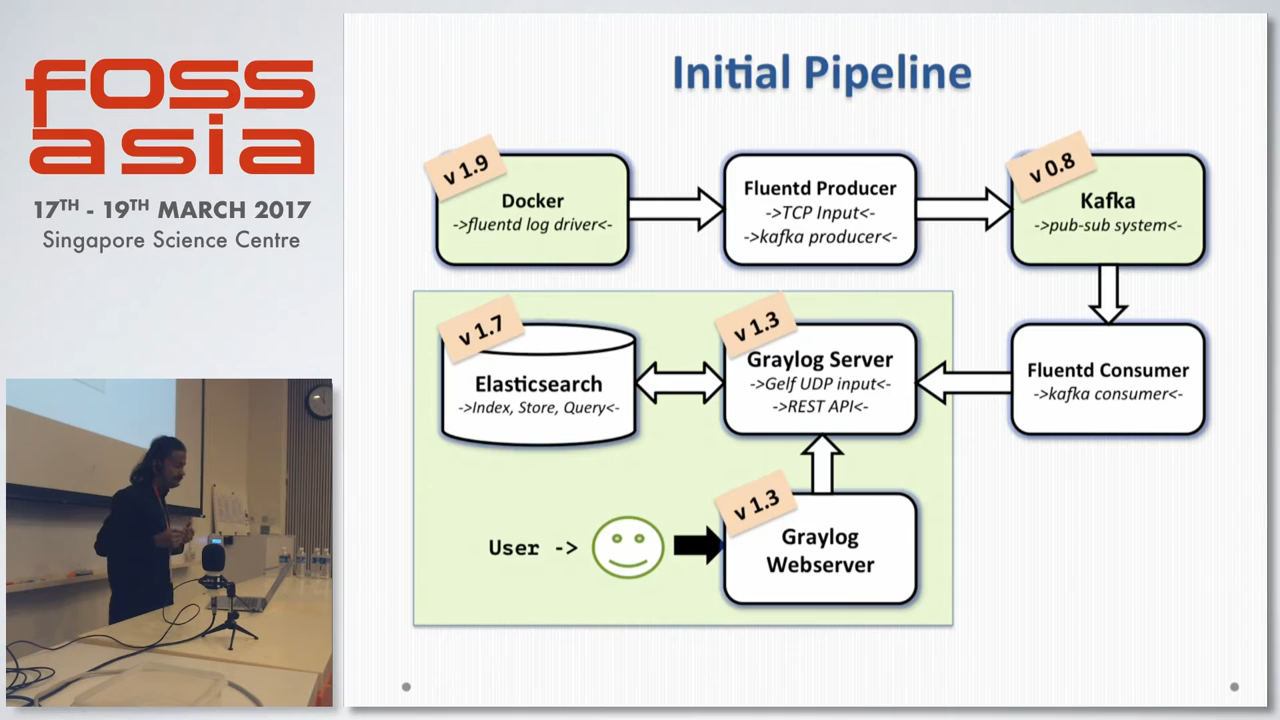 foss
asia
17TH - 19TH MARCH 2017
Singapore Science Centre
Initial Pipeline
v 1.9
Docker
->fluentd log driver<-
Fluentd Producer
->TCP Input<-
->kafka producer<-
v 0.8
Kafka
->pub-sub system<-
v 1.7
Elasticsearch
->Index, Store, Query<-
v 1.3
Graylog Server
->Gelf UDP input<-
->REST API<-
Fluentd Consumer
->kafka consumer<-
User ->
v 1.3
Graylog
Webserver